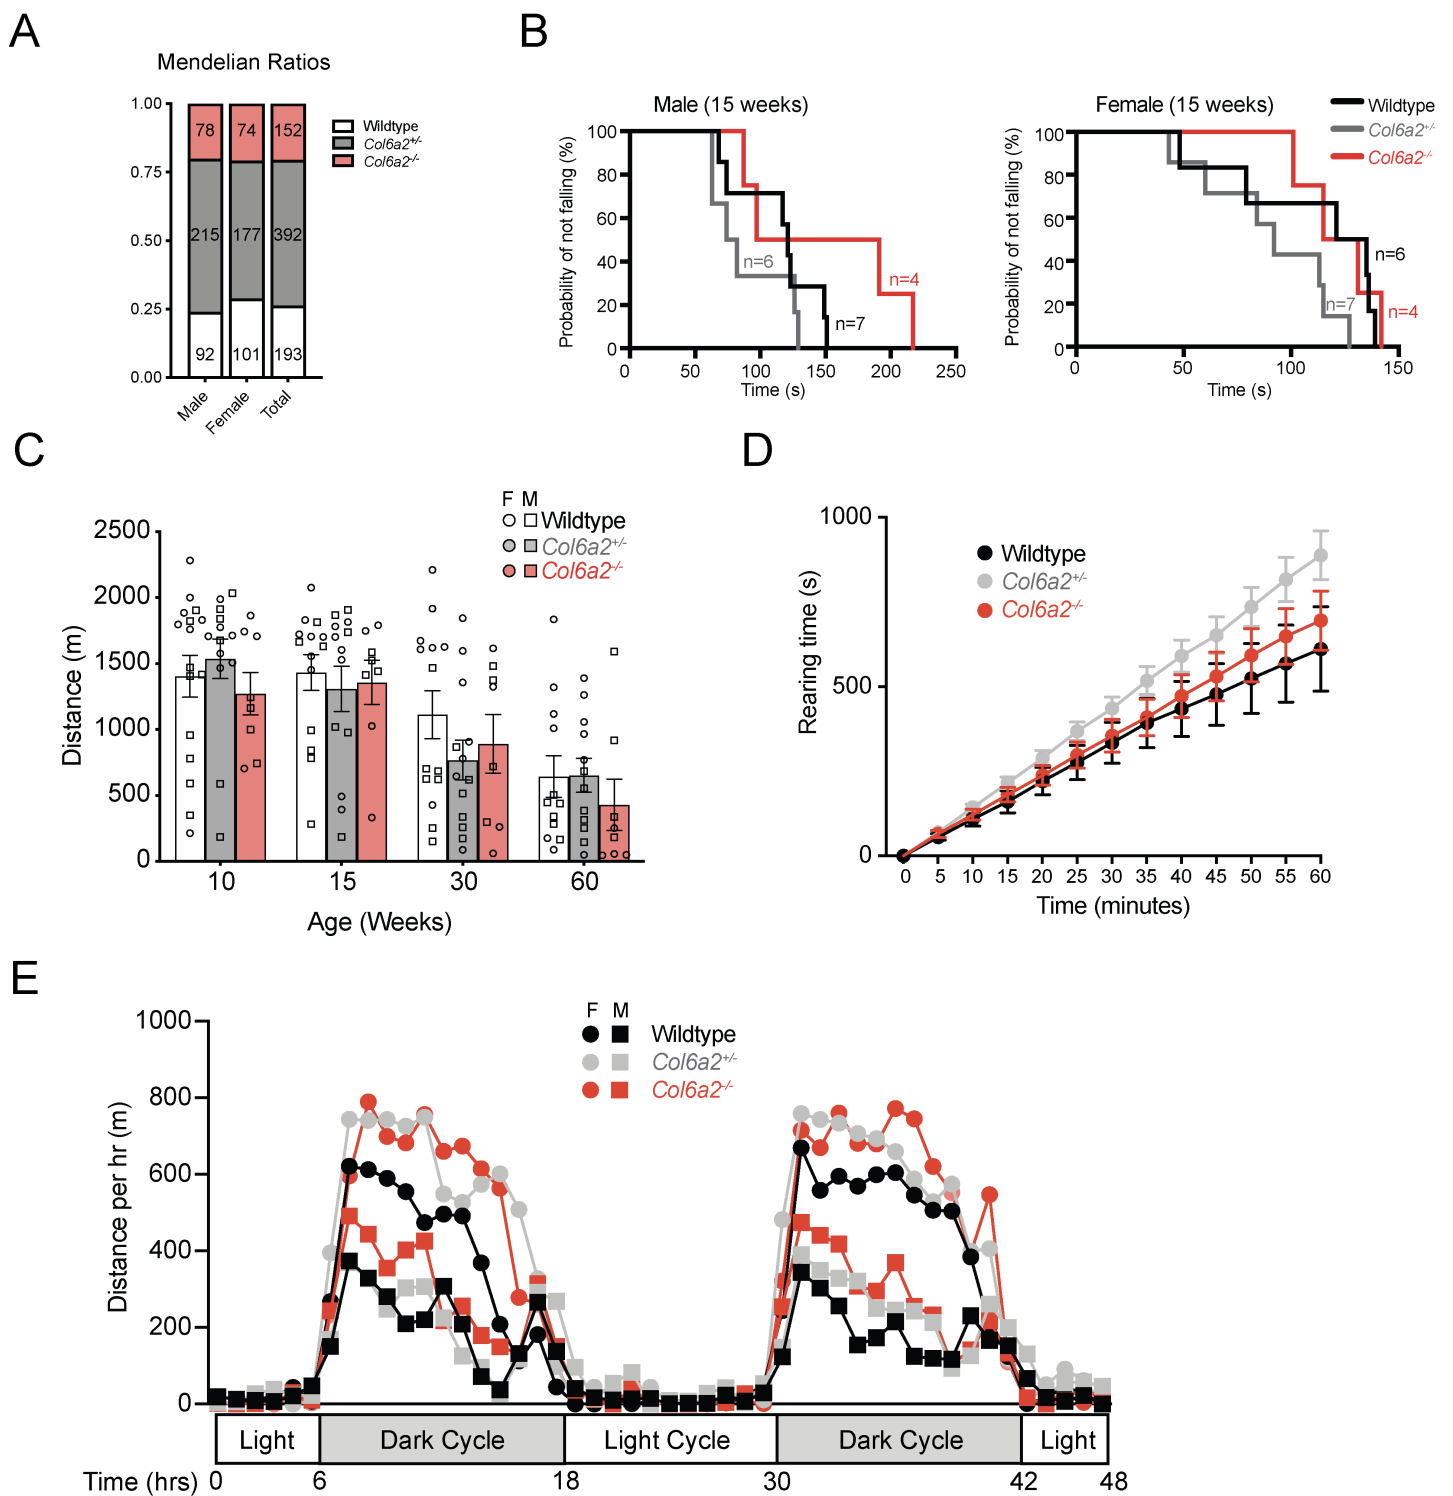 A
Mendelian Ratios
1.00
0.75
0.50
0.25
0.00
78
74
152
215
177
392
92
101
193
Male
Female
Total
Wildtype
Col6a2+/-
Col6a2-/-
B
Male (15 weeks)
Probability of not falling (%)
100
80
60
40
20
0
n=6
n=4
n=7
0
50
100
150
200
250
Time (s)
Female (15 weeks)
Wildtype
Col6a2+/-
Col6a2-/-
Probability of not falling (%)
100
80
60
40
20
0
n=6
n=7
n=4
0
50
100
150
Time (s)
C
F M
Wildtype
Col6a2+/-
Col6a2-/-
Distance (m)
2500
2000
1500
1000
500
0
10
15
30
60
Age (Weeks)
D
Rearing time (s)
1000
500
0
Wildtype
Col6a2+/-
Col6a2-/-
0 5 10 15 20 25 30 35 40 45 50 55 60
Time (minutes)
E
F M
Wildtype
Col6a2+/-
Col6a2-/-
Distance per hr (m)
1000
800
600
400
200
0
Light
Dark Cycle
Light Cycle
Dark Cycle
Light
Time (hrs) 0 6 18 30 42 48